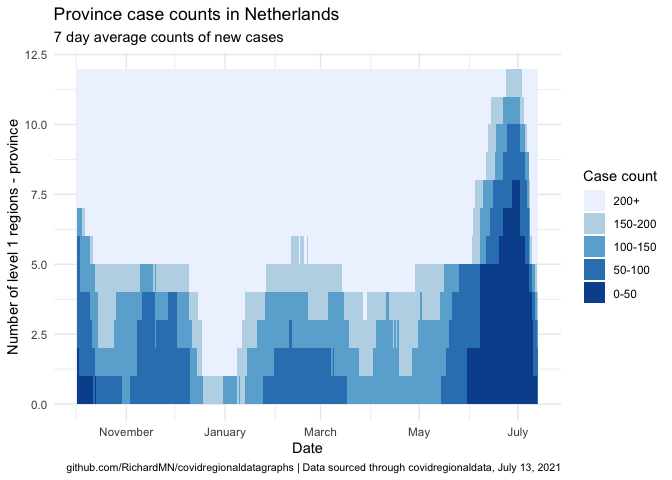 Province case counts in Netherlands
7 day average counts of new cases
12.5
10.0
7.5
5.0
2.5
0.0
Number of level 1 regions - province
November
January
March
May
July
Date
Case count
200+
150-200
100-150
50-100
0-50
github.com/RichardMN/covidregionaldatagraphs | Data sourced through covidregionaldata, July 13, 2021